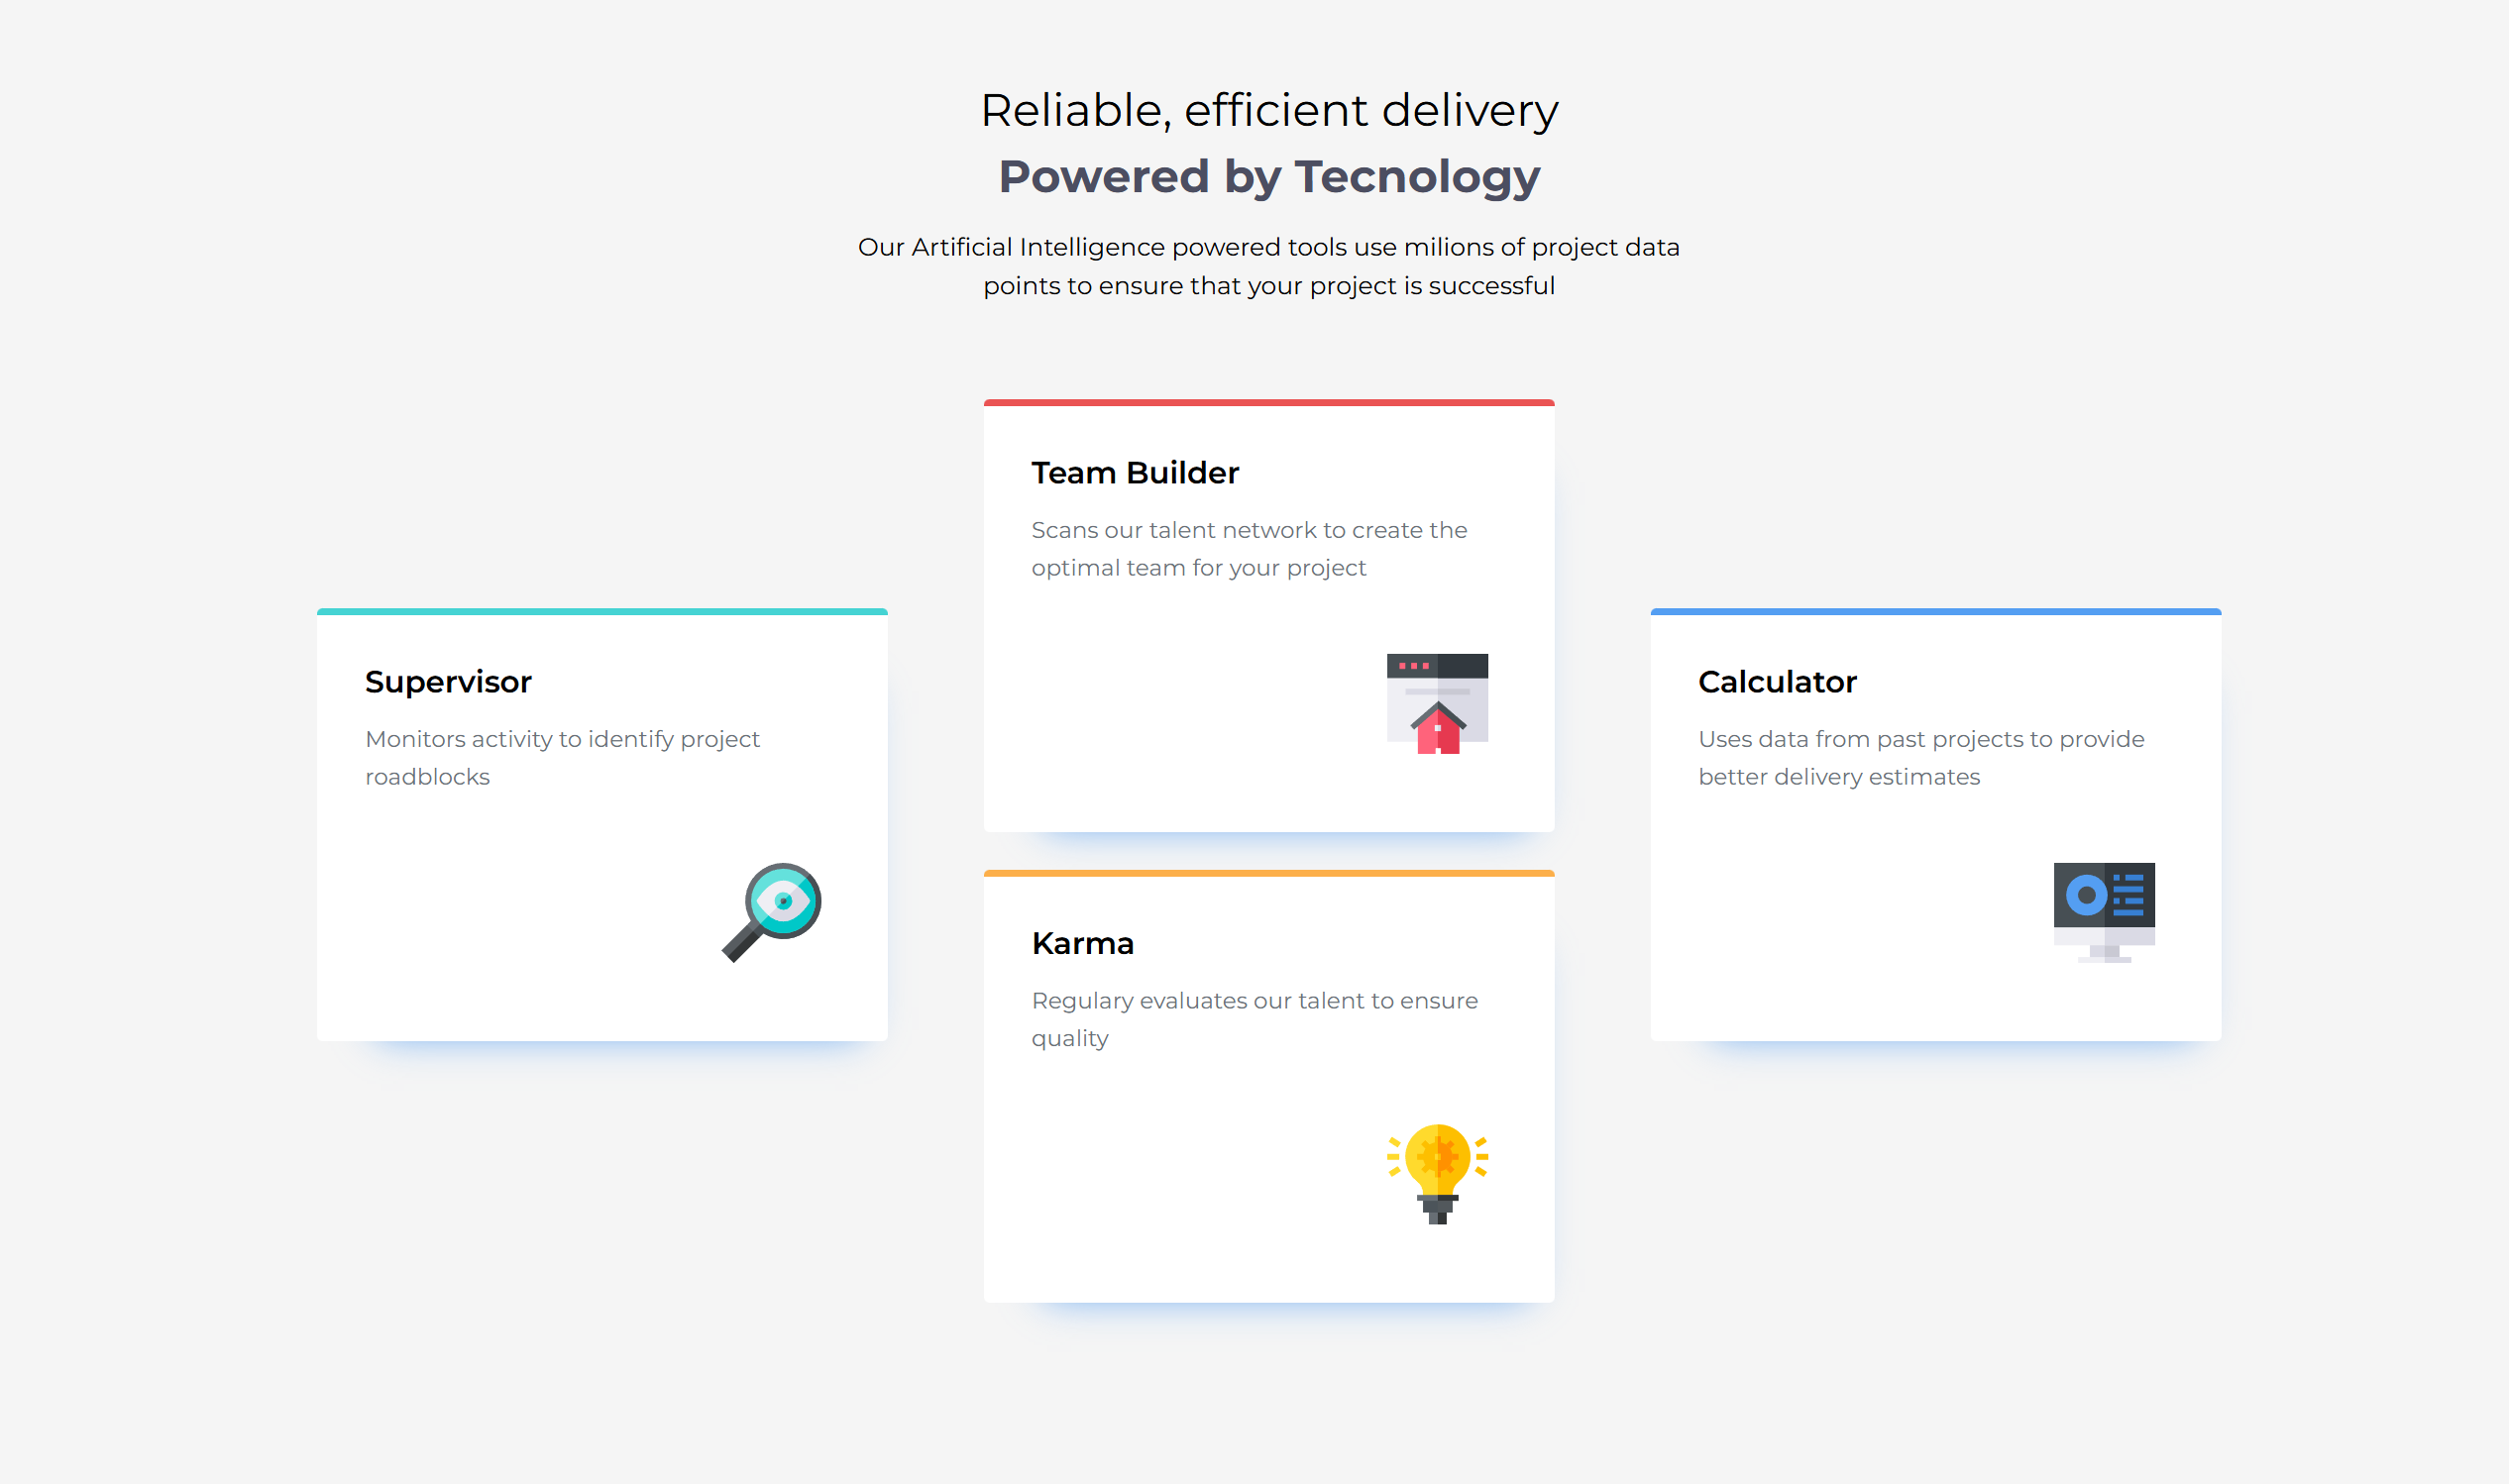 Reliable, efficient delivery
Powered by Tecnology
Our Artificial Intelligence powered tools use milions of project data
points to ensure that your project is successful
Supervisor
Monitors activity to identify project
roadblocks
Team Builder
Scans our talent network to create the
optimal team for your project
Karma
Regulary evaluates our talent to ensure
quality
Calculator
Uses data from past projects to provide
better delivery estimates